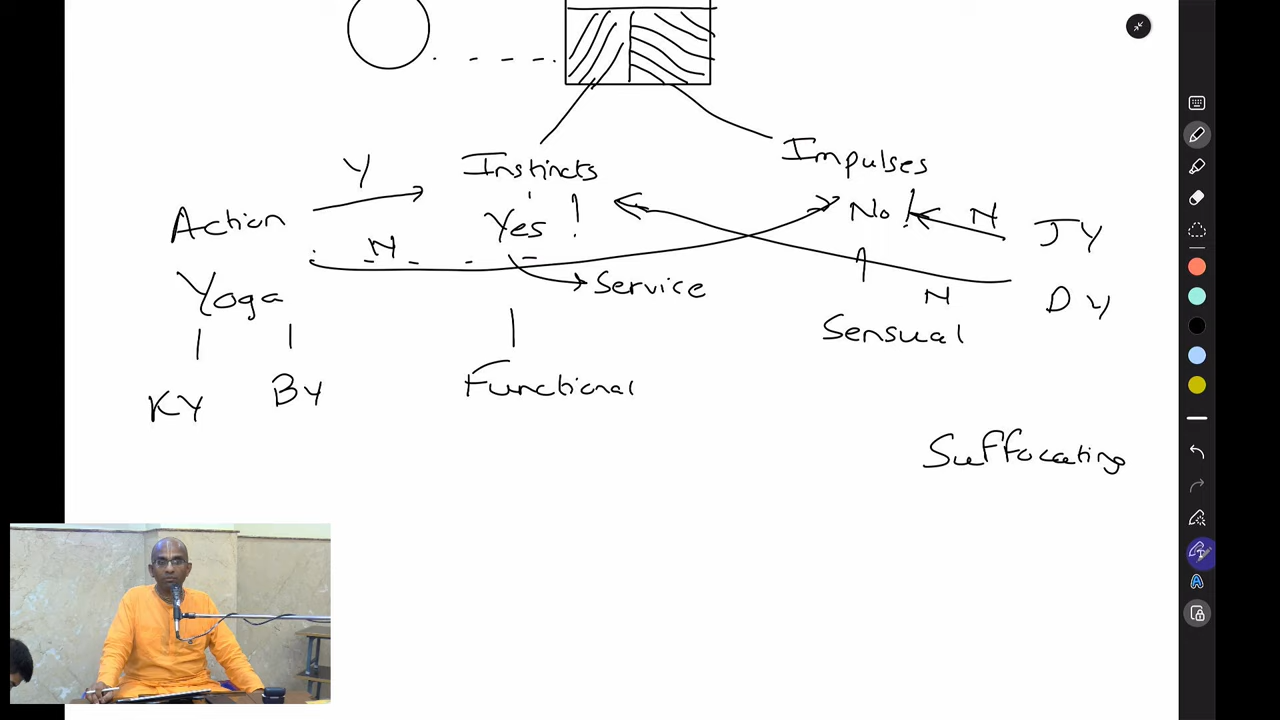 Impulses
Y
Instincts
Action
Yes!
No!
N
JY
N
Yoga
Service
N
DY
Sensual
KY
BY
Functional
Suffocating
A